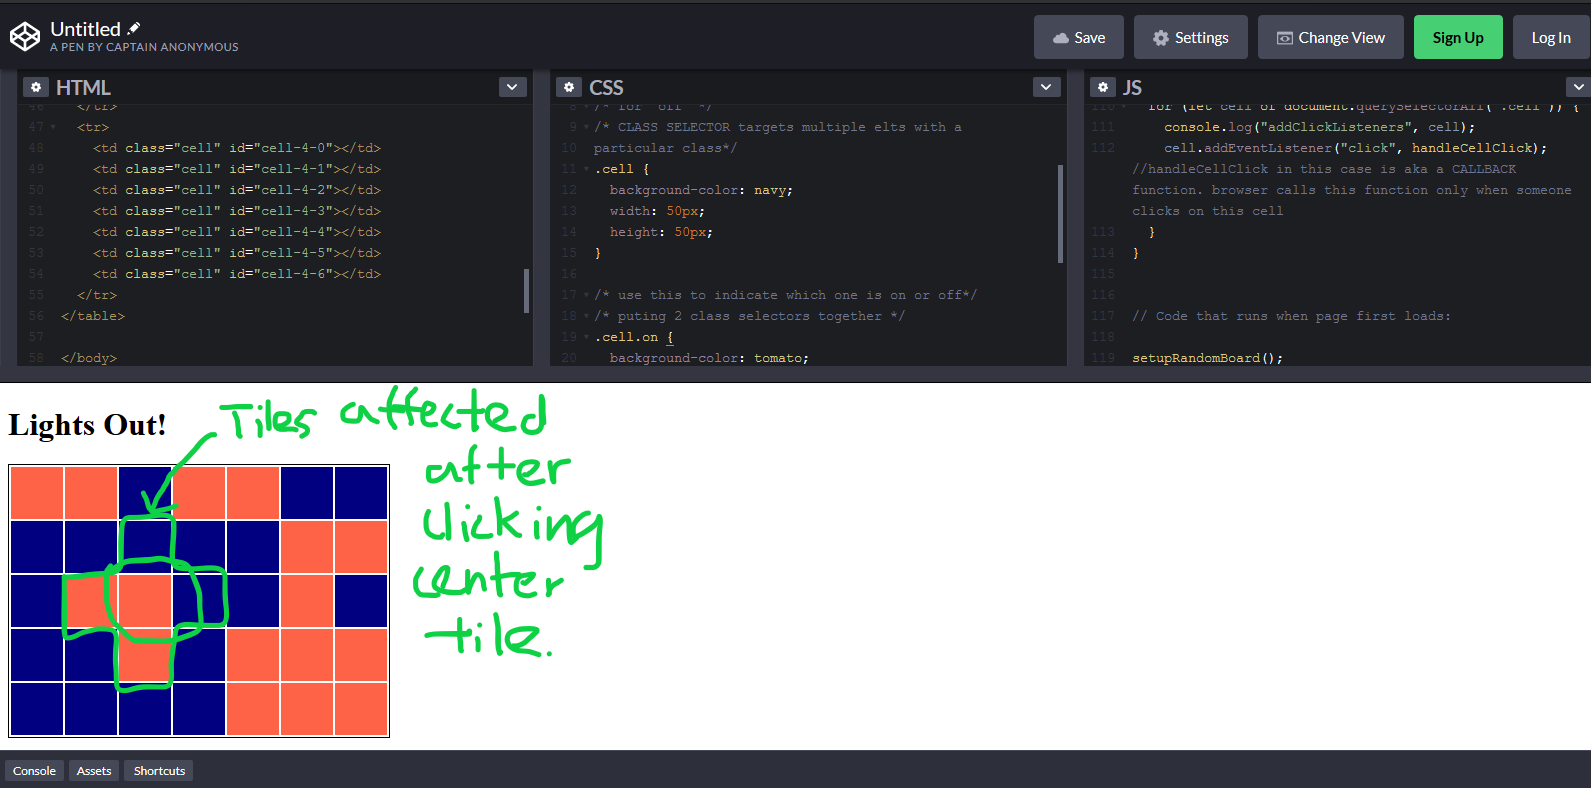 Untitled
A PEN BY CAPTAIN ANONYMOUS
Save
Settings
Change View
Sign Up
Log In
HTML
46 </tr>
47 <tr>
48 <td class="cell" id="cell-4-0"></td>
49 <td class="cell" id="cell-4-1"></td>
50 <td class="cell" id="cell-4-2"></td>
51 <td class="cell" id="cell-4-3"></td>
52 <td class="cell" id="cell-4-4"></td>
53 <td class="cell" id="cell-4-5"></td>
54 <td class="cell" id="cell-4-6"></td>
55 </tr>
56 </table>
57
58 </body>
CSS
8 /* for "off" */
9 /* CLASS SELECTOR targets multiple elts with a
10 particular class*/
11 .cell {
12 background-color: navy;
13 width: 50px;
14 height: 50px;
15 }
16
17 /* use this to indicate which one is on or off*/
18 /* puting 2 class selectors together */
19 .cell.on {
20 background-color: tomato;
JS
110 for (let cell of document.querySelectorAll(".cell")) {
111 console.log("addClickListeners", cell);
112 cell.addEventListener("click", handleCellClick);
//handleCellClick in this case is aka a CALLBACK
function. browser calls this function only when someone
clicks on this cell
113 }
114 }
115
116
117 // Code that runs when page first loads:
118
119 setupRandomBoard();
Lights Out!
Tiles affected
after
clicking
center
tile.
Console
Assets
Shortcuts